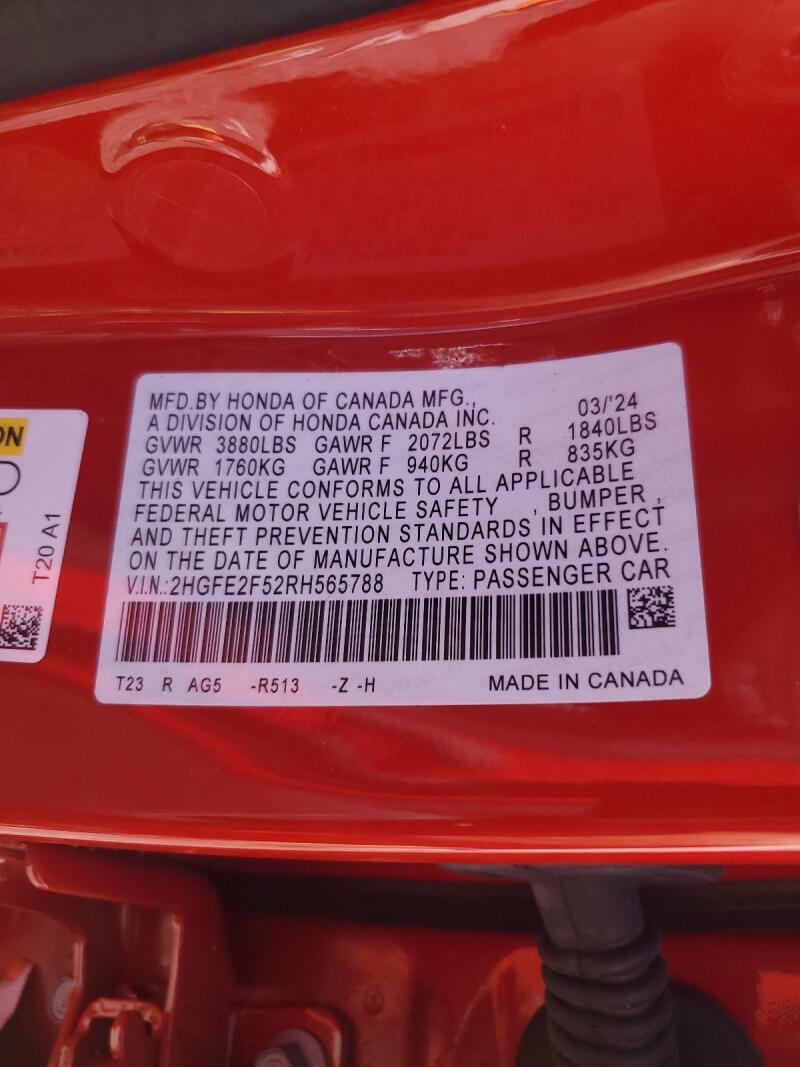 MFD.BY HONDA OF CANADA MFG.,
A DIVISION OF HONDA CANADA INC. 03/'24
GVWR 3880LBS GAWR F 2072LBS R 1840LBS
GVWR 1760KG GAWR F 940KG R 835KG
THIS VEHICLE CONFORMS TO ALL APPLICABLE
FEDERAL MOTOR VEHICLE SAFETY , BUMPER ,
AND THEFT PREVENTION STANDARDS IN EFFECT
ON THE DATE OF MANUFACTURE SHOWN ABOVE.
V.I.N.:2HGFE2F52RH565788 TYPE: PASSENGER CAR
T23 R AG5 -R513 -Z -H MADE IN CANADA
ON
D
T20 A1